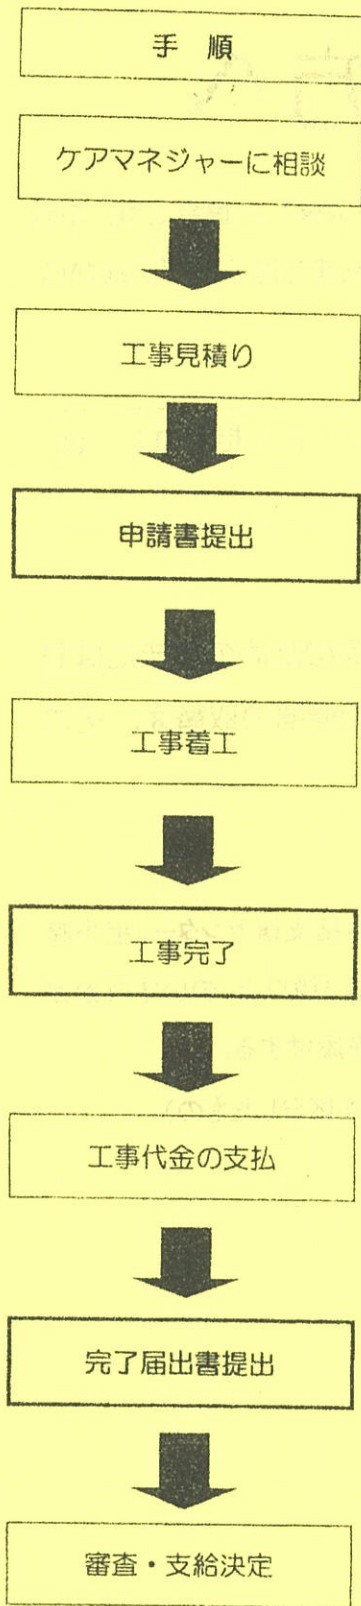 手 順
ケアマネジャーに相談
工事見積り
申請書提出
工事着工
工事完了
工事代金の支払
完了届出書提出
審査・支給決定